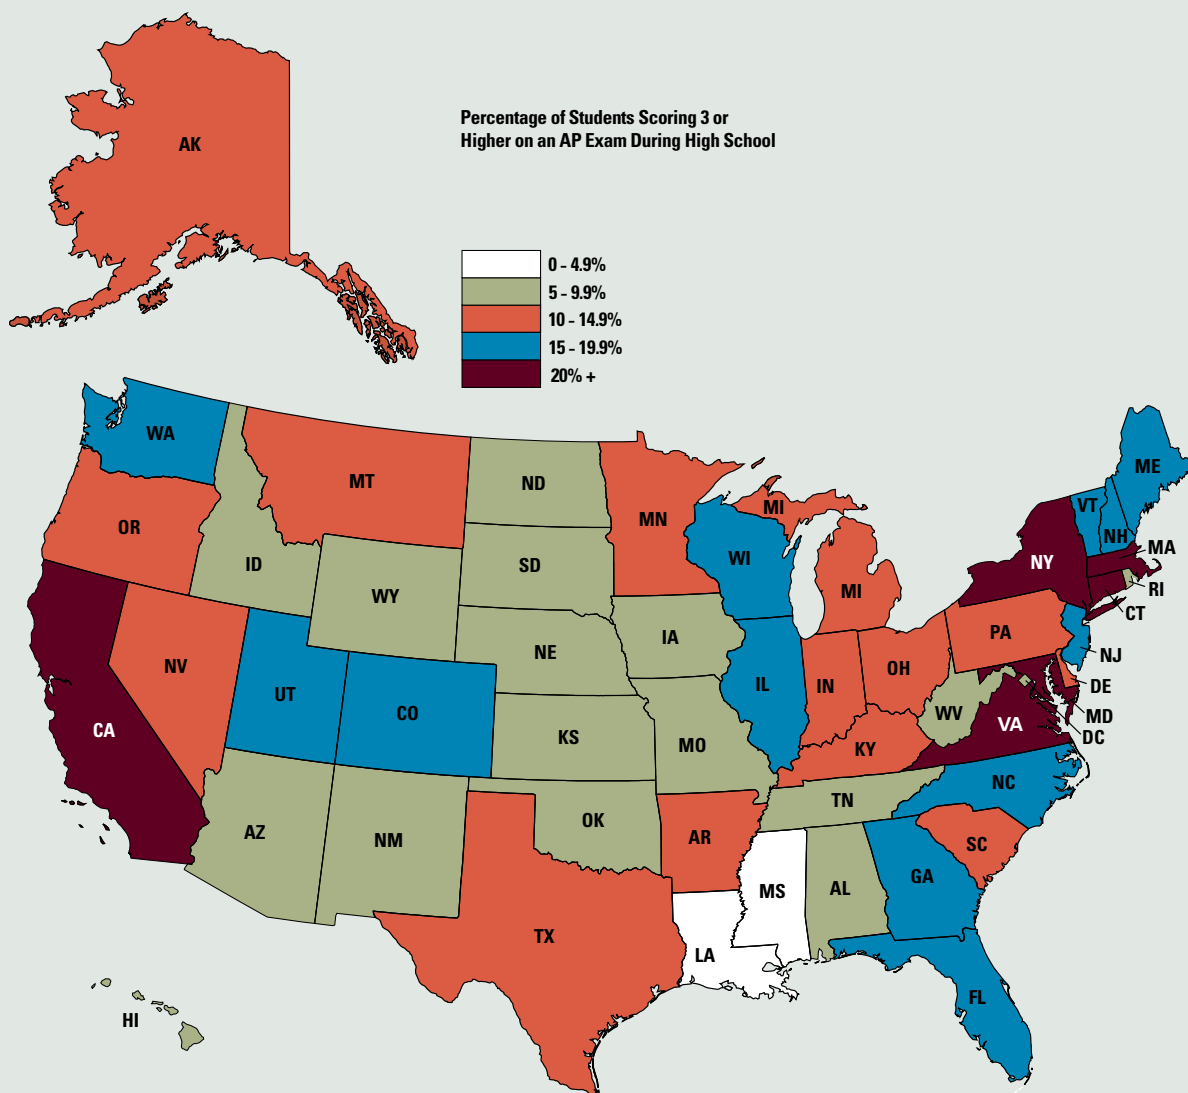 AK
Percentage of Students Scoring 3 or
Higher on an AP Exam During High School
0 – 4.9%
5 – 9.9%
10 – 14.9%
15 – 19.9%
20% +
WA
MT
ND
MN
MI
ME
VT
NH
MA
OR
ID
SD
WI
NY
RI
WY
MI
CT
IA
PA
NJ
NE
NV
UT
CO
IL
IN
OH
DE
CA
KS
MO
WV
VA
MD
DC
KY
NC
AZ
NM
OK
TN
AR
SC
MS
AL
GA
TX
LA
FL
HI